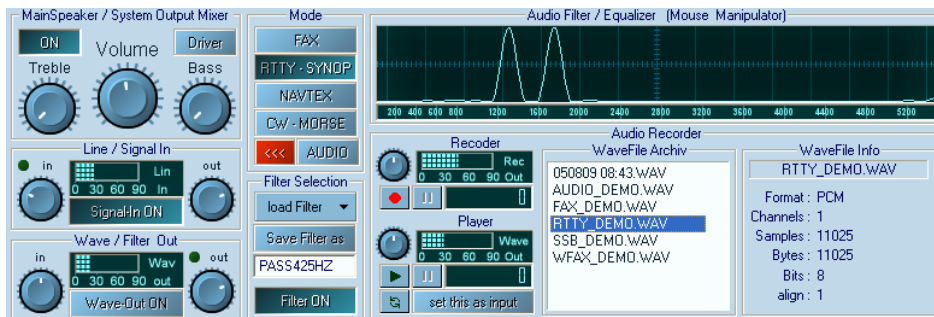 MainSpeaker / System Output Mixer
ON
Volume
Driver
Treble
Bass
Line / Signal In
in
out
Lin
0 30 60 90 In
Signal-In ON
Wave / Filter Out
in
out
Wav
0 30 60 90 out
Wave-Out ON
Mode
FAX
RTTY - SYNOP
NAVTEX
CW - MORSE
<<< AUDIO
Filter Selection
load Filter
Save Filter as
PASS425HZ
Filter ON
Audio Filter / Equalizer (Mouse Manipulator)
200 400 600 800 1200 1600 2000 2400 2800 3200 3600 4000 4400 4800 5200
Audio Recorder
Recoder
Rec
0 30 60 90 Out
0
Player
Wave
0 30 60 90 Out
0
set this as input
WaveFile Archiv
050809 08:43.WAV
AUDIO_DEMO.WAV
FAX_DEMO.WAV
RTTY_DEMO.WAV
SSB_DEMO.WAV
WFAX_DEMO.WAV
WaveFile Info
RTTY_DEMO.WAV
Format : PCM
Channels : 1
Samples : 11025
Bytes : 11025
Bits : 8
align : 1